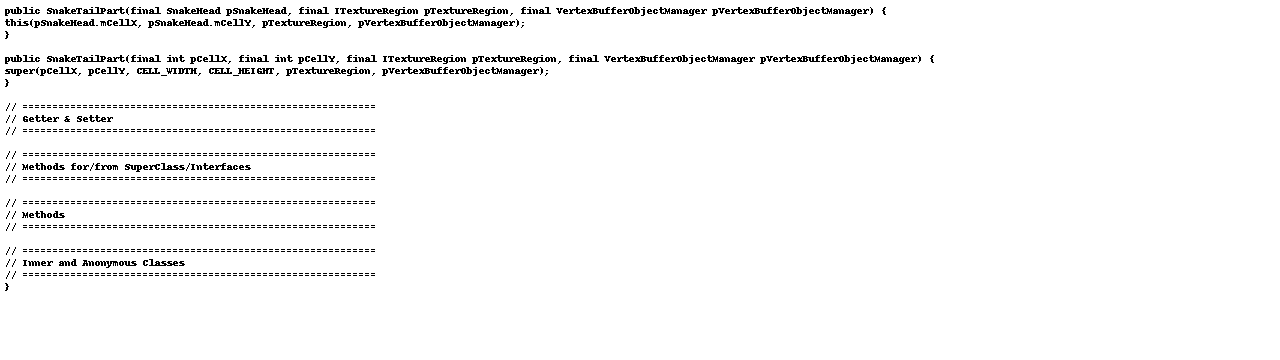 public SnakeTailPart(final SnakeHead pSnakeHead, final ITextureRegion pTextureRegion, final VertexBufferObjectManager pVertexBufferObjectManager) {
this(pSnakeHead.mCellX, pSnakeHead.mCellY, pTextureRegion, pVertexBufferObjectManager);
}
public SnakeTailPart(final int pCellX, final int pCellY, final ITextureRegion pTextureRegion, final VertexBufferObjectManager pVertexBufferObjectManager) {
super(pCellX, pCellY, CELL_WIDTH, CELL_HEIGHT, pTextureRegion, pVertexBufferObjectManager);
}
// ===========================================================
// Getter & Setter
// ===========================================================
// ===========================================================
// Methods for/from SuperClass/Interfaces
// ===========================================================
// ===========================================================
// Methods
// ===========================================================
// ===========================================================
// Inner and Anonymous Classes
// ===========================================================
}